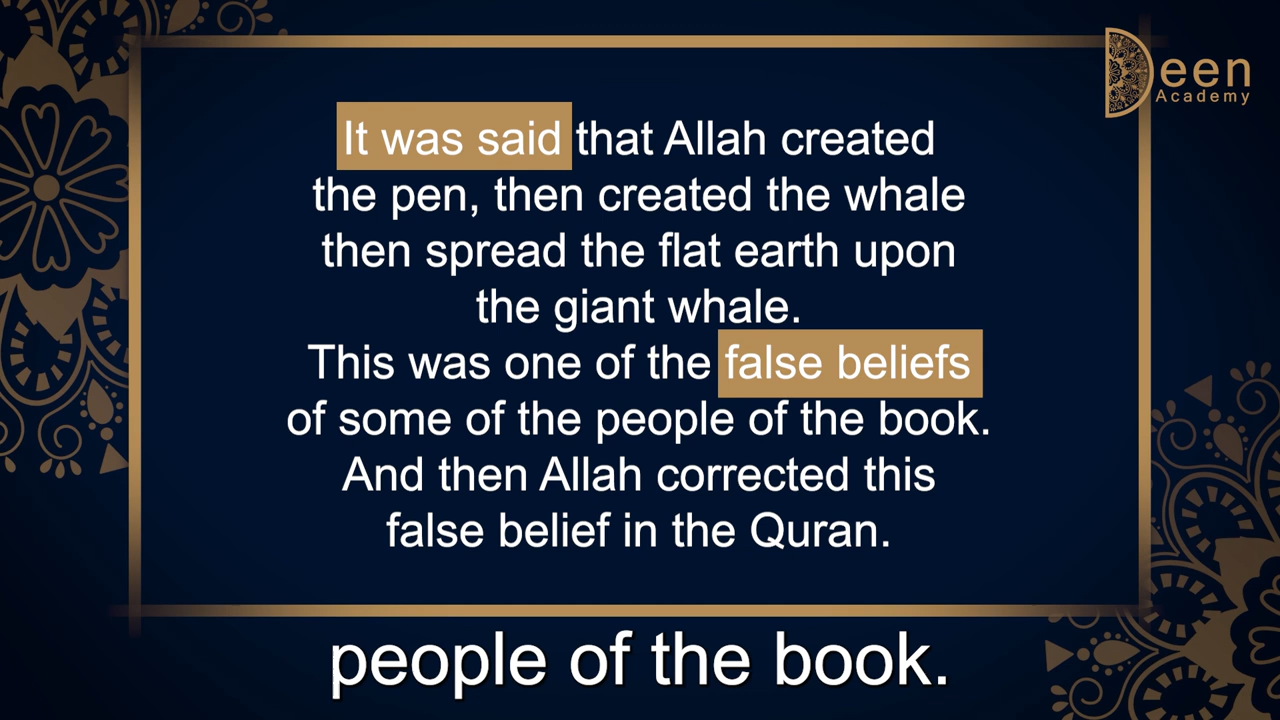 Deen
Academy
It was said that Allah created
the pen, then created the whale
then spread the flat earth upon
the giant whale.
This was one of the false beliefs
of some of the people of the book.
And then Allah corrected this
false belief in the Quran.
people of the book.